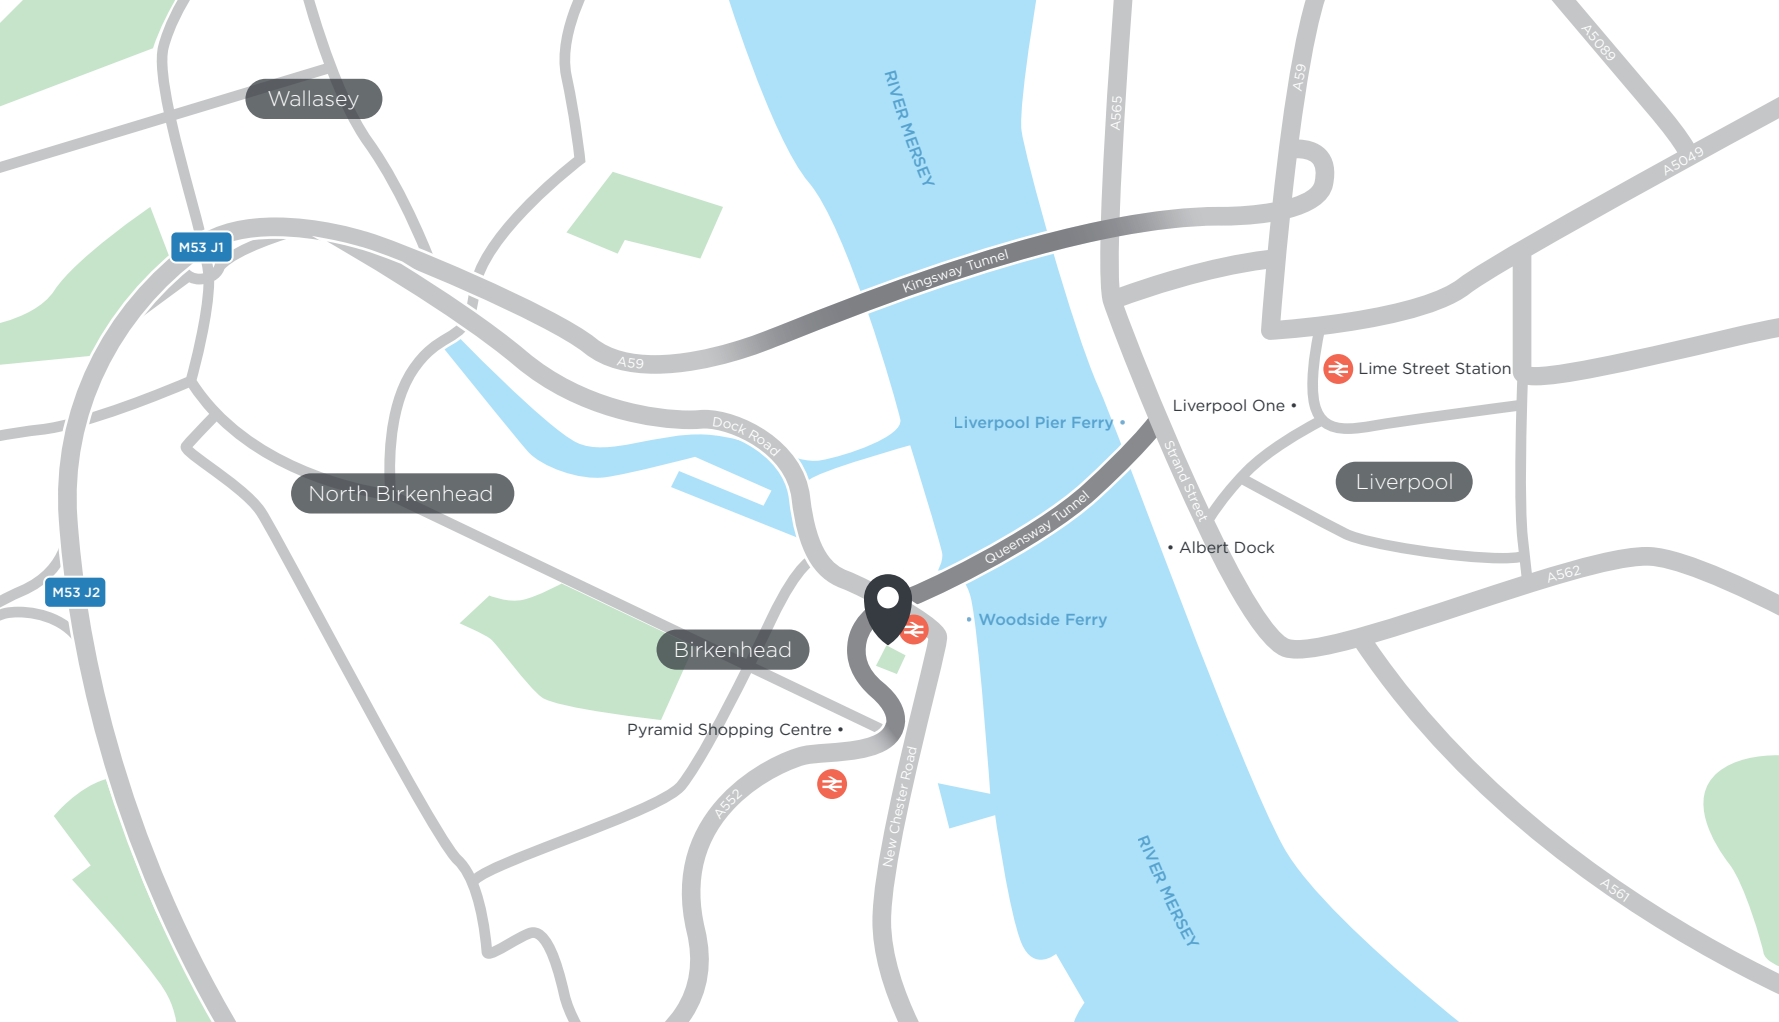 A5089
RIVER MERSEY
A59
Wallasey
A565
A5049
M53 J1
Kingsway Tunnel
A59
Lime Street Station
Liverpool One •
Liverpool Pier Ferry •
Dock Road
Strand Street
Liverpool
North Birkenhead
Queensway Tunnel
• Albert Dock
A562
M53 J2
• Woodside Ferry
Birkenhead
Pyramid Shopping Centre •
A552
New Chester Road
RIVER MERSEY
A561